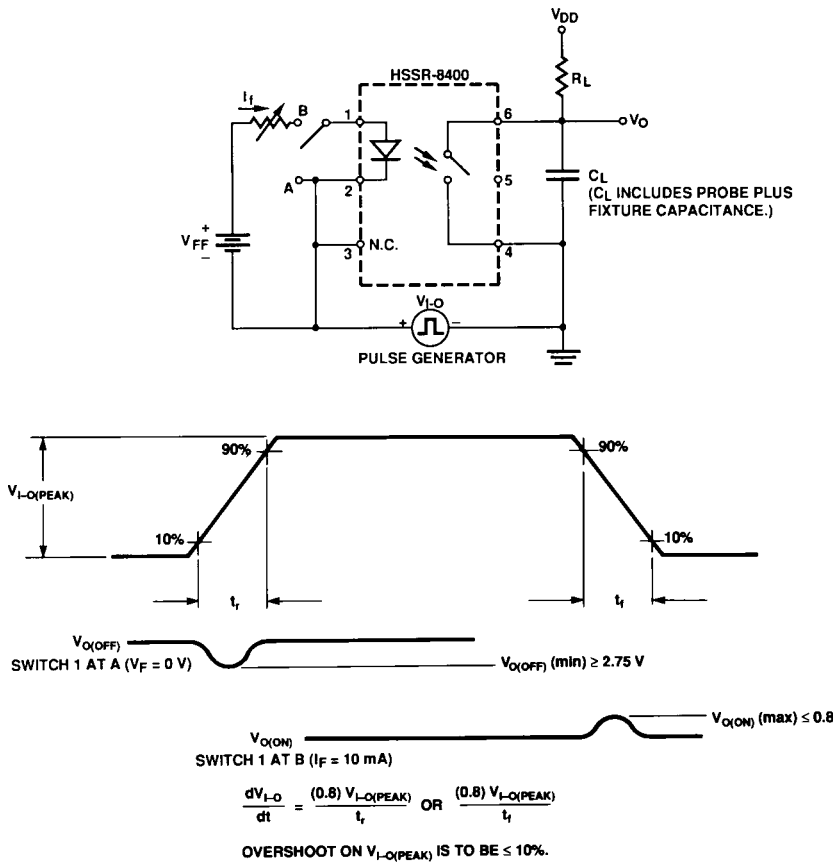 V_DD
HSSR-8400
R_L
I_f
B
1
6
V_O
A
2
5
C_L
(C_L INCLUDES PROBE PLUS
FIXTURE CAPACITANCE.)
+
V_FF
–
3
N.C.
4
V_I-O
+
–
PULSE GENERATOR
90%
90%
V_I–O(PEAK)
10%
10%
t_r
t_f
V_O(OFF)
SWITCH 1 AT A (V_F = 0 V)
V_O(OFF) (min) ≥ 2.75 V
V_O(ON) (max) ≤ 0.8
V_O(ON)
SWITCH 1 AT B (I_F = 10 mA)
dV_I–O / dt = (0.8) V_I–O(PEAK) / t_r OR (0.8) V_I–O(PEAK) / t_f
OVERSHOOT ON V_I–O(PEAK) IS TO BE ≤ 10%.